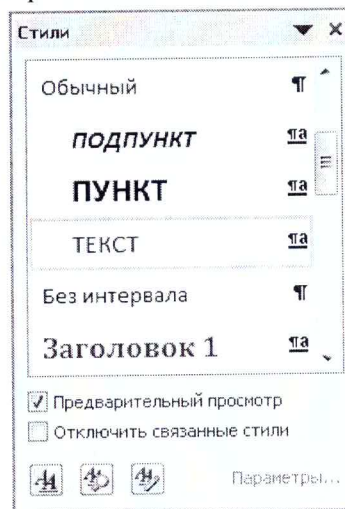 Стили
Обычный ¶
ПОДПУНКТ ¶a
ПУНКТ ¶a
ТЕКСТ ¶a
Без интервала ¶
Заголовок 1 ¶a
Предварительный просмотр
Отключить связанные стили
Параметры...